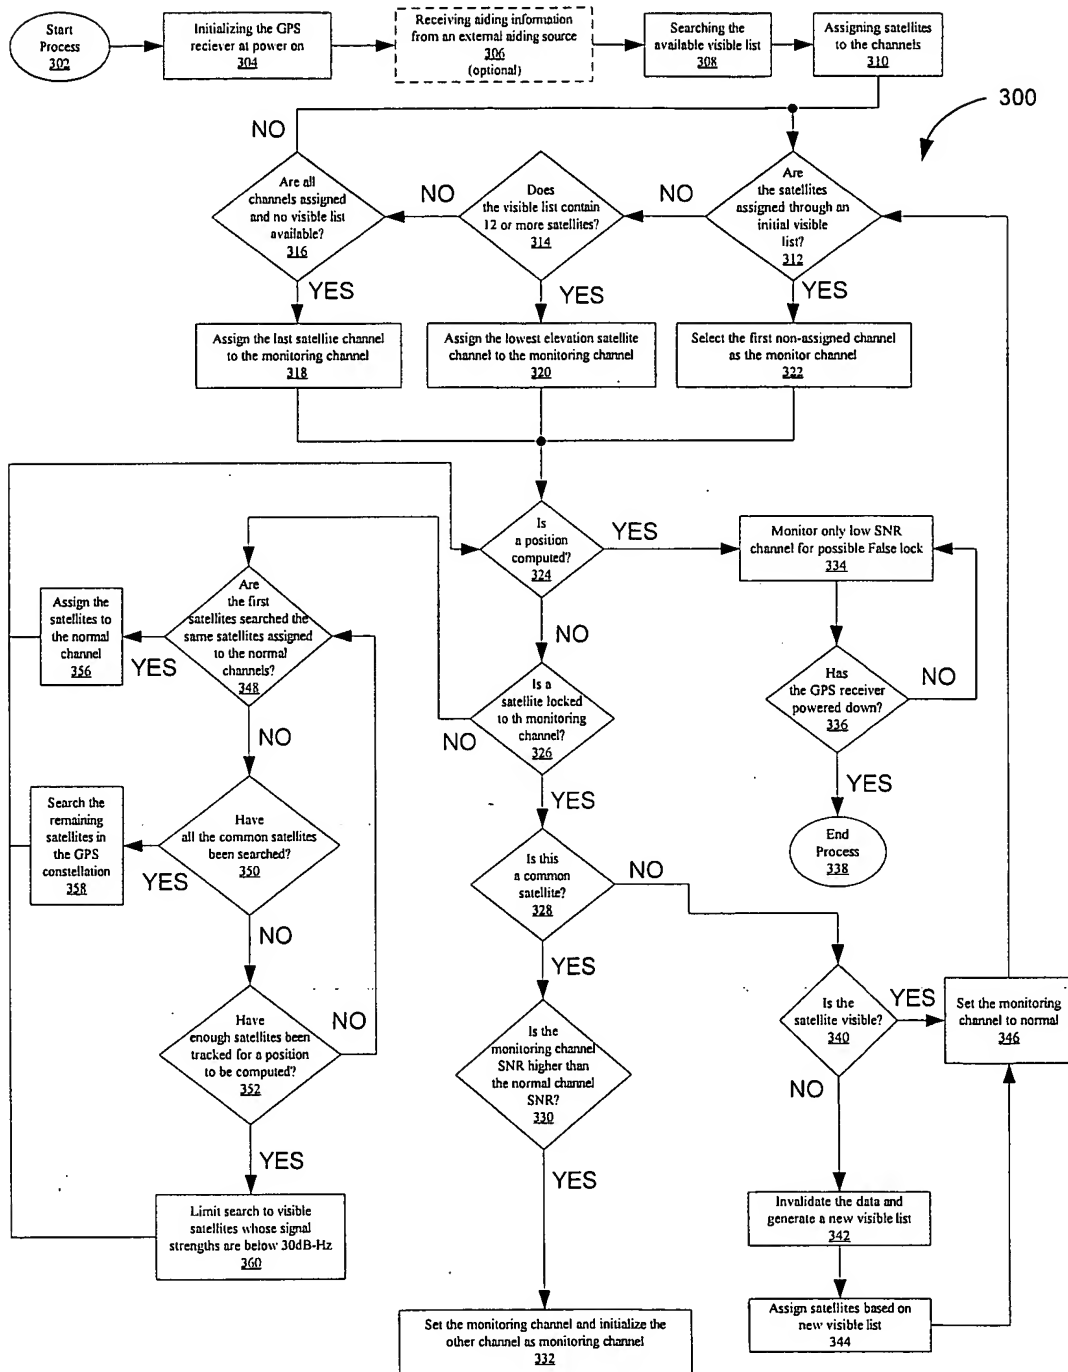 Start
Process
302
Initializing the GPS
reciever at power on
304
Receiving aiding information
from an external aiding source
306
(optional)
Searching the
available visible list
308
Assigning satellites
to the channels
310
300
NO
Are all
channels assigned
and no visible list
available?
316
NO
Does
the visible list contain
12 or more satellites?
314
NO
Are
the satellites
assigned through an
initial visible
list?
312
YES
YES
YES
Assign the last satellite channel
to the monitoring channel
318
Assign the lowest elevation satellite
channel to the monitoring channel
320
Select the first non-assigned channel
as the monitor channel
322
Is
a position
computed?
324
YES
Monitor only low SNR
channel for possible False lock
334
Assign the
satellites to
the normal
channel
356
YES
Are
the first
satellites searched the
same satellites assigned
to the normal
channels?
348
NO
Is a
satellite locked
to th monitoring
channel?
326
NO
Has
the GPS receiver
powered down?
336
NO
NO
YES
YES
Search the
remaining
satellites in
the GPS
constellation
358
YES
Have
all the common satellites
been searched?
350
Is this
a common
satellite?
328
NO
End
Process
338
NO
YES
Have
enough satellites been
tracked for a position
to be computed?
352
NO
Is the
monitoring channel
SNR higher than
the normal channel
SNR?
330
Is the
satellite visible?
340
YES
Set the monitoring
channel to normal
346
NO
YES
YES
Limit search to visible
satellites whose signal
strengths are below 30dB-Hz
360
Invalidate the data and
generate a new visible list
342
Assign satellites based on
new visible list
344
Set the monitoring channel and initialize the
other channel as monitoring channel
332